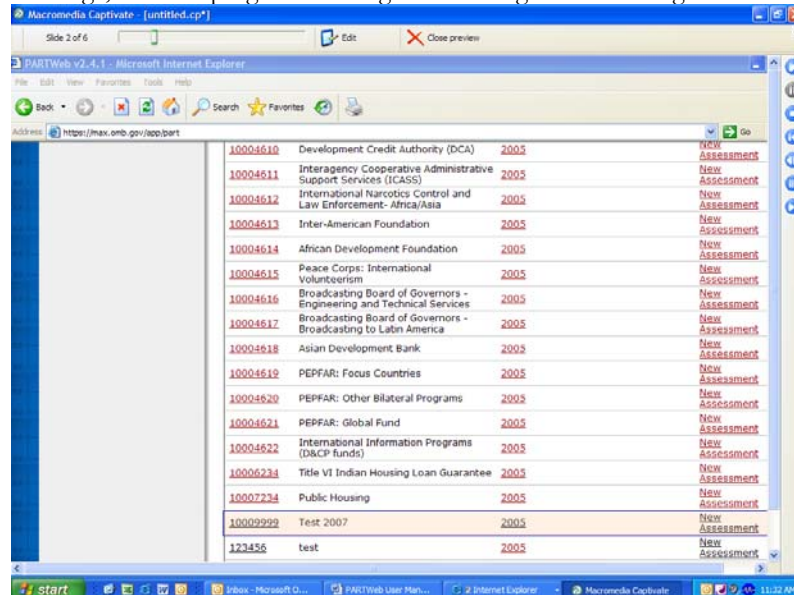 Macromedia Captivate - [untitled.cp*]
Slide 2 of 6 Edit Close preview
PARTWeb v2.4.1 - Microsoft Internet Explorer
File Edit View Favorites Tools Help
Back Search Favorites
Address https://max.omb.gov/app/part Go
10004610 Development Credit Authority (DCA) 2005 New Assessment
10004611 Interagency Cooperative Administrative Support Services (ICASS) 2005 New Assessment
10004612 International Narcotics Control and Law Enforcement- Africa/Asia 2005 New Assessment
10004613 Inter-American Foundation 2005 New Assessment
10004614 African Development Foundation 2005 New Assessment
10004615 Peace Corps: International Volunteerism 2005 New Assessment
10004616 Broadcasting Board of Governors - Engineering and Technical Services 2005 New Assessment
10004617 Broadcasting Board of Governors - Broadcasting to Latin America 2005 New Assessment
10004618 Asian Development Bank 2005 New Assessment
10004619 PEPFAR: Focus Countries 2005 New Assessment
10004620 PEPFAR: Other Bilateral Programs 2005 New Assessment
10004621 PEPFAR: Global Fund 2005 New Assessment
10004622 International Information Programs (D&CP funds) 2005 New Assessment
10006234 Title VI Indian Housing Loan Guarantee 2005 New Assessment
10007234 Public Housing 2005 New Assessment
10009999 Test 2007 2005 New Assessment
123456 test 2005 New Assessment
start Inbox - Microsoft O... PARTWeb User Man... 2 Internet Explorer Macromedia Captivate 11:32 AM